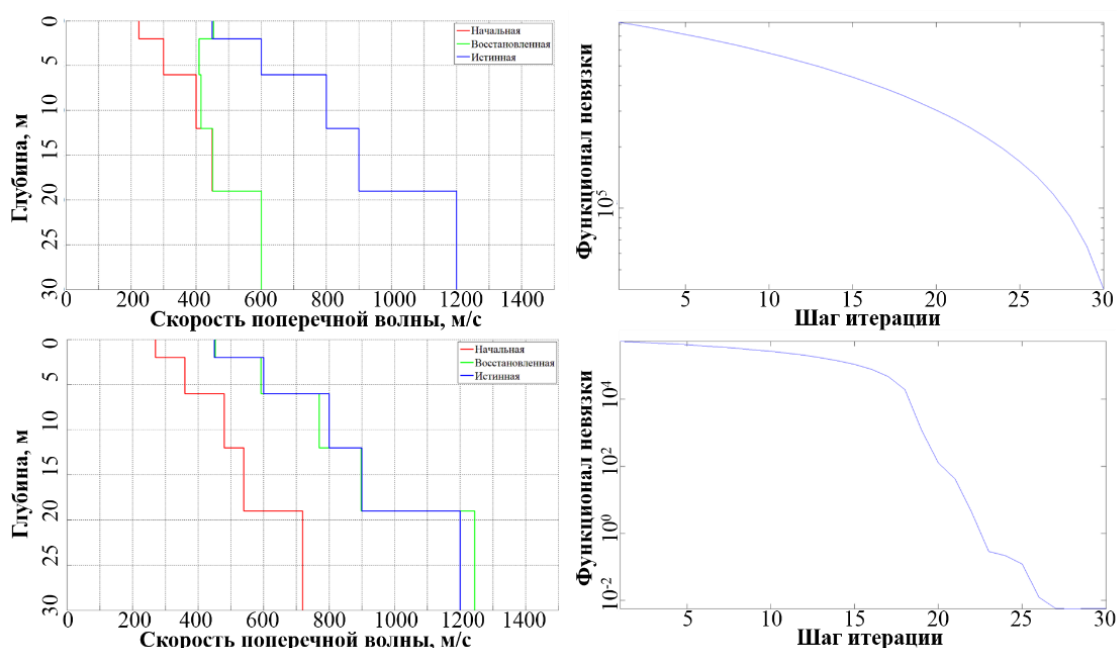 Глубина, м
0
5
10
15
20
25
30
0 200 400 600 800 1000 1200 1400
Скорость поперечной волны, м/с
Начальная
Восстановленная
Истинная
Функционал невязки
10^5
5 10 15 20 25 30
Шаг итерации
Глубина, м
0
5
10
15
20
25
30
0 200 400 600 800 1000 1200 1400
Скорость поперечной волны, м/с
Начальная
Восстановленная
Истинная
Функционал невязки
10^4
10^2
10^0
10^-2
5 10 15 20 25 30
Шаг итерации